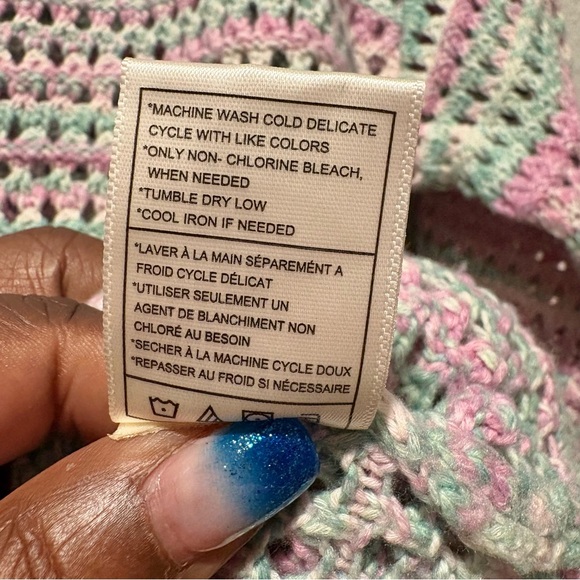 *MACHINE WASH COLD DELICATE
CYCLE WITH LIKE COLORS
*ONLY NON- CHLORINE BLEACH,
WHEN NEEDED
*TUMBLE DRY LOW
*COOL IRON IF NEEDED
*LAVER À LA MAIN SÉPAREMÉNT A
FROID CYCLE DÉLICAT
*UTILISER SEULEMENT UN
AGENT DE BLANCHIMENT NON
CHLORÉ AU BESOIN
*SECHER À LA MACHINE CYCLE DOUX
*REPASSER AU FROID SI NÉCESSAIRE